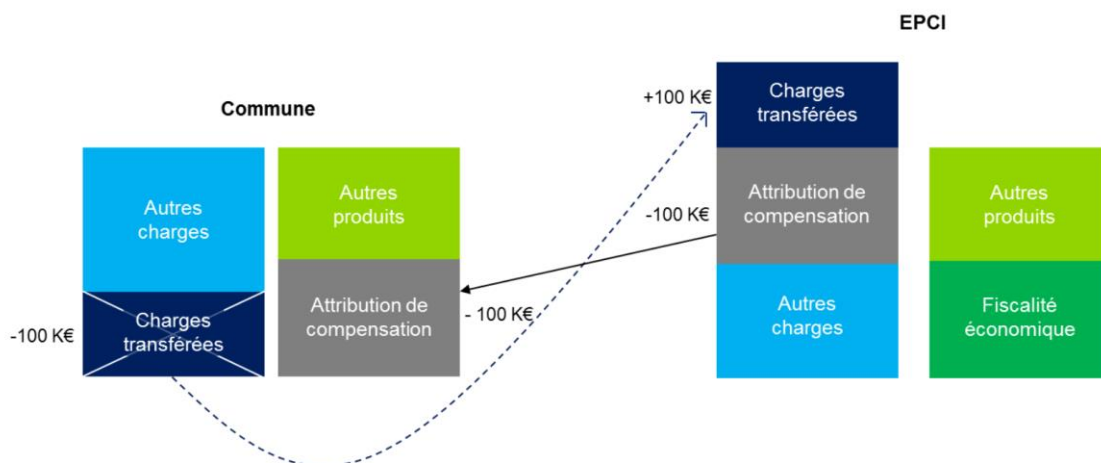 EPCI
Commune
+100 K€
Charges
transférées
Autres
charges
Autres
produits
Attribution de
compensation
-100 K€
Autres
produits
-100 K€
Charges
transférées
Attribution de
compensation
- 100 K€
Autres
charges
Fiscalité
économique